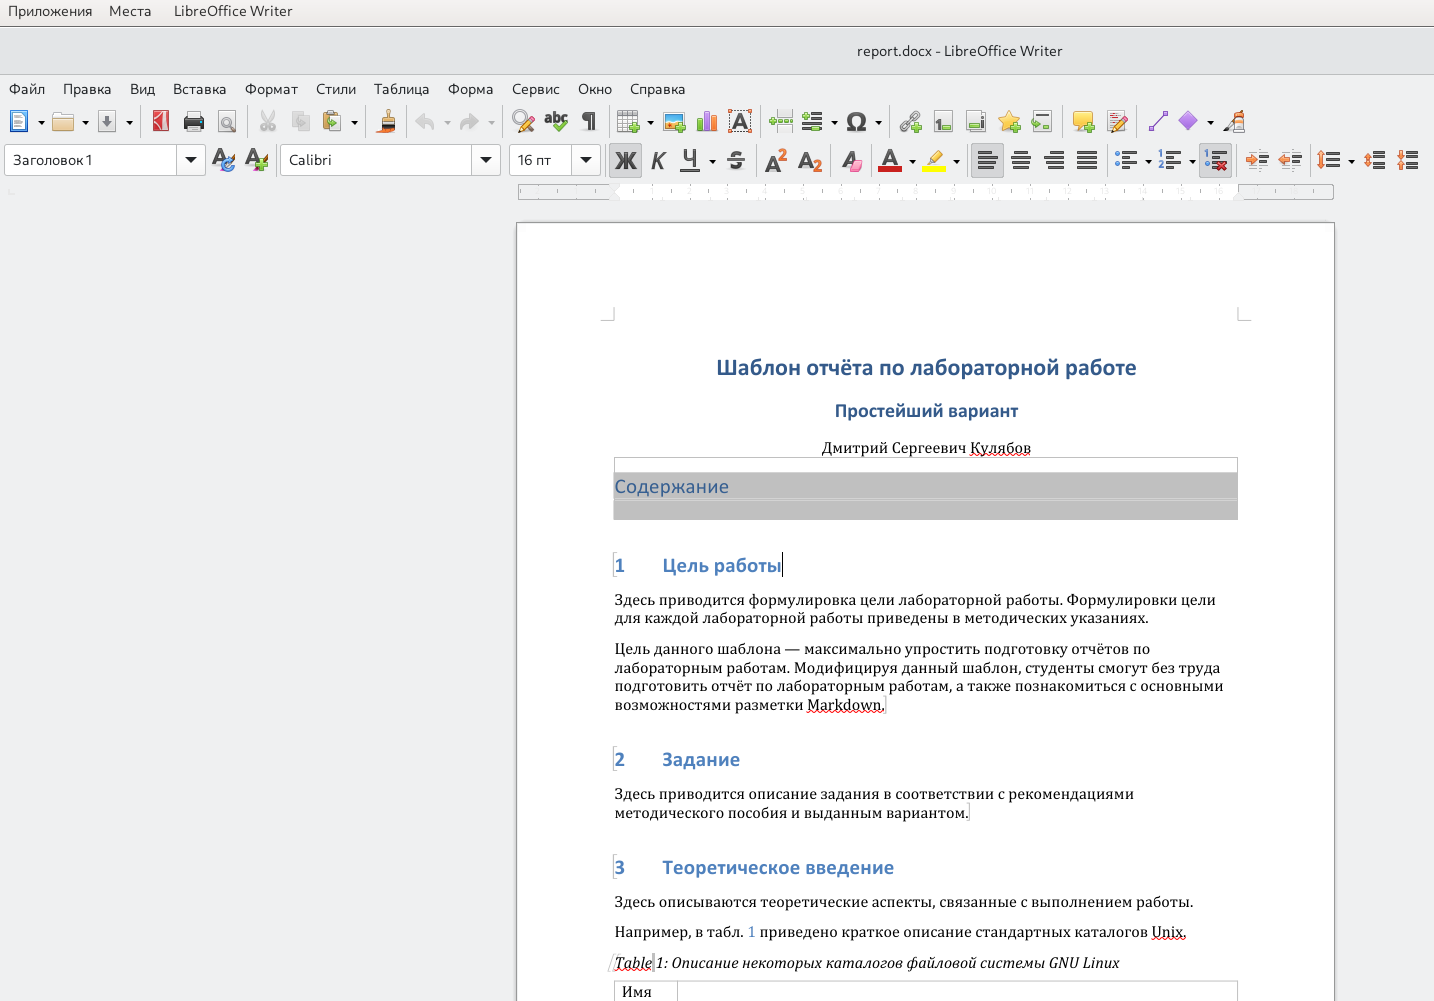 Приложения Места LibreOffice Writer
report.docx - LibreOffice Writer
Файл Правка Вид Вставка Формат Стили Таблица Форма Сервис Окно Справка
Заголовок 1 Calibri 16 пт Ж К Ч S
Шаблон отчёта по лабораторной работе
Простейший вариант
Дмитрий Сергеевич Кулябов
Содержание
1 Цель работы
Здесь приводится формулировка цели лабораторной работы. Формулировки цели
для каждой лабораторной работы приведены в методических указаниях.
Цель данного шаблона — максимально упростить подготовку отчётов по
лабораторным работам. Модифицируя данный шаблон, студенты смогут без труда
подготовить отчёт по лабораторным работам, а также познакомиться с основными
возможностями разметки Markdown.
2 Задание
Здесь приводится описание задания в соответствии с рекомендациями
методического пособия и выданным вариантом.
3 Теоретическое введение
Здесь описываются теоретические аспекты, связанные с выполнением работы.
Например, в табл. 1 приведено краткое описание стандартных каталогов Unix.
Table 1: Описание некоторых каталогов файловой системы GNU Linux
Имя